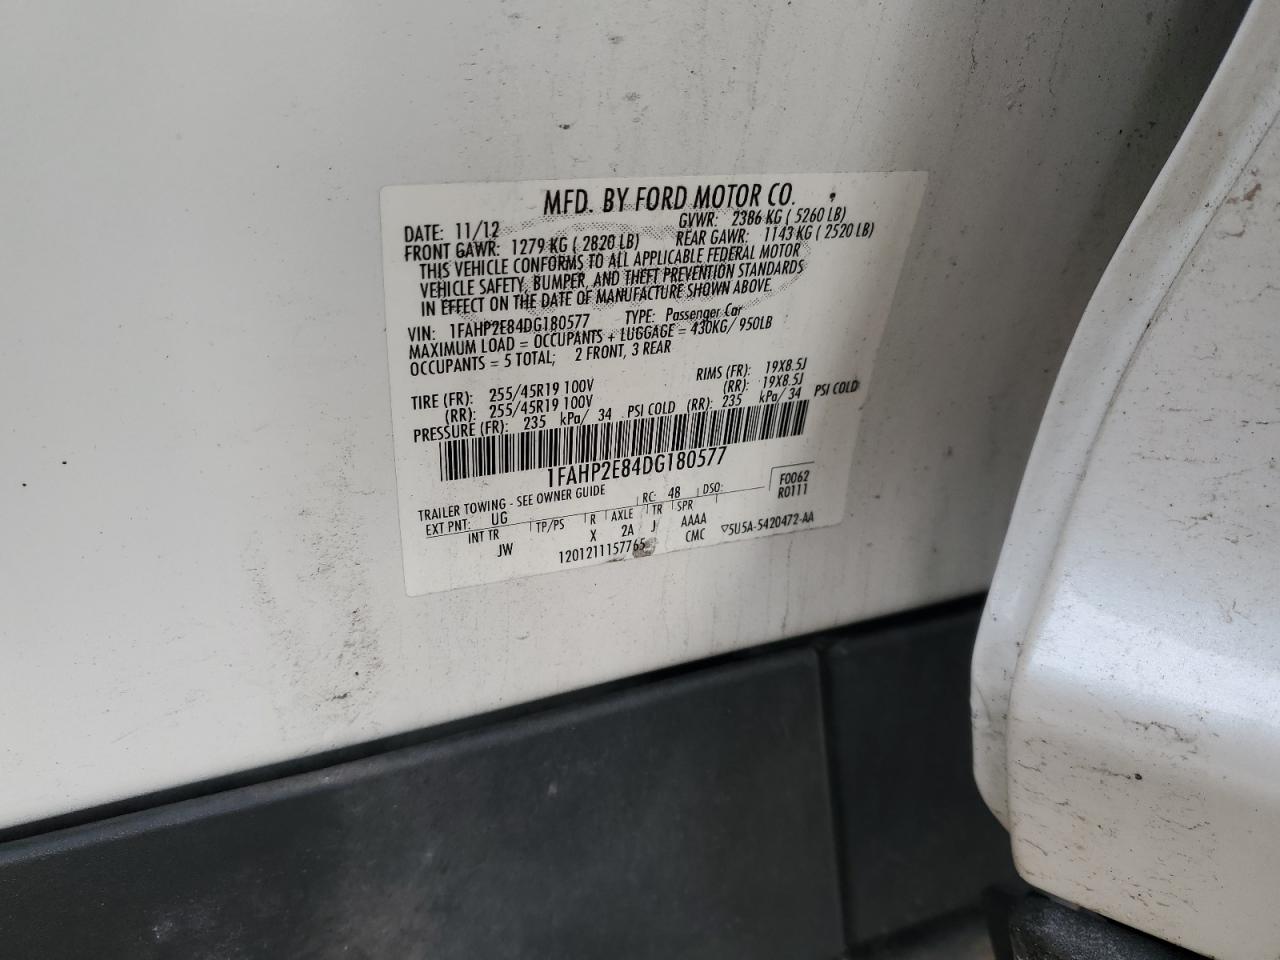 MFD. BY FORD MOTOR CO.
DATE: 11/12 GVWR: 2386 KG ( 5260 LB)
FRONT GAWR: 1279 KG ( 2820 LB) REAR GAWR: 1143 KG ( 2520 LB)
THIS VEHICLE CONFORMS TO ALL APPLICABLE FEDERAL MOTOR
VEHICLE SAFETY, BUMPER, AND THEFT PREVENTION STANDARDS
IN EFFECT ON THE DATE OF MANUFACTURE SHOWN ABOVE.
VIN: 1FAHP2E84DG180577 TYPE: Passenger Car
MAXIMUM LOAD = OCCUPANTS + LUGGAGE = 430KG/ 950LB
OCCUPANTS = 5 TOTAL; 2 FRONT, 3 REAR
TIRE (FR): 255/45R19 100V RIMS (FR): 19X8.5J
(RR): 255/45R19 100V (RR): 19X8.5J
PRESSURE (FR): 235 kPa/ 34 PSI COLD (RR): 235 kPa/ 34 PSI COLD
1FAHP2E84DG180577
TRAILER TOWING - SEE OWNER GUIDE RC: 48 DSO: F0062
EXT PNT: UG R0111
INT TR TP/PS R AXLE TR SPR
JW X 2A J AAAA
CMC 5U5A-5420472-AA
1201211157765